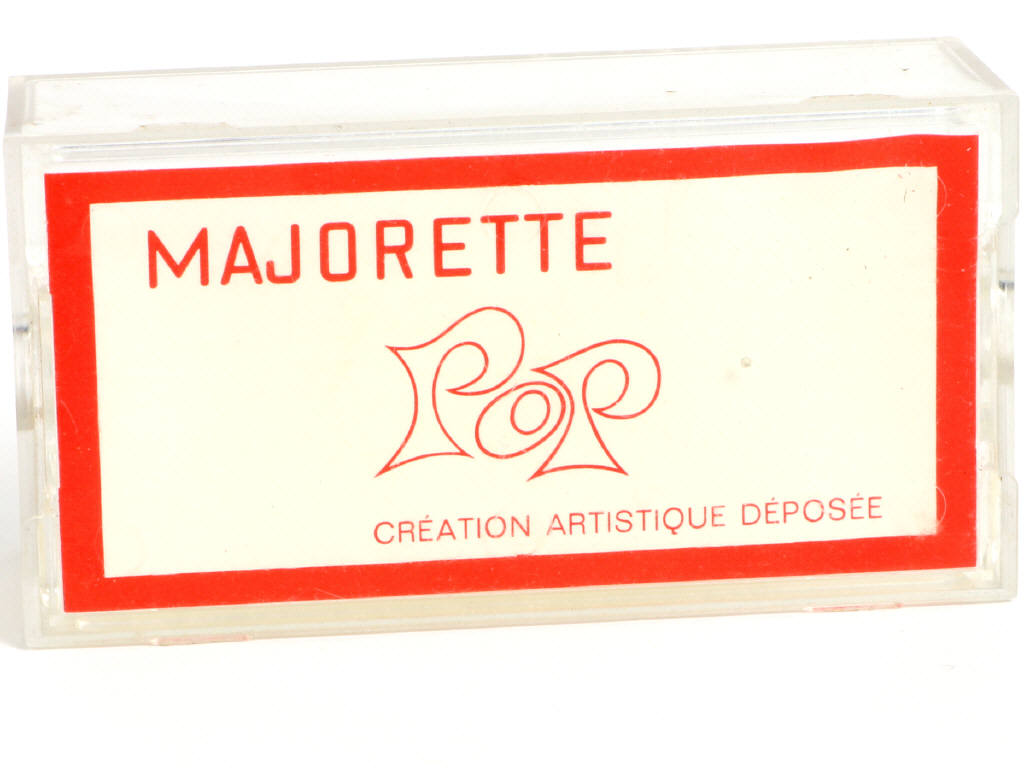 MAJORETTE
POP
CRÉATION ARTISTIQUE DÉPOSÉE